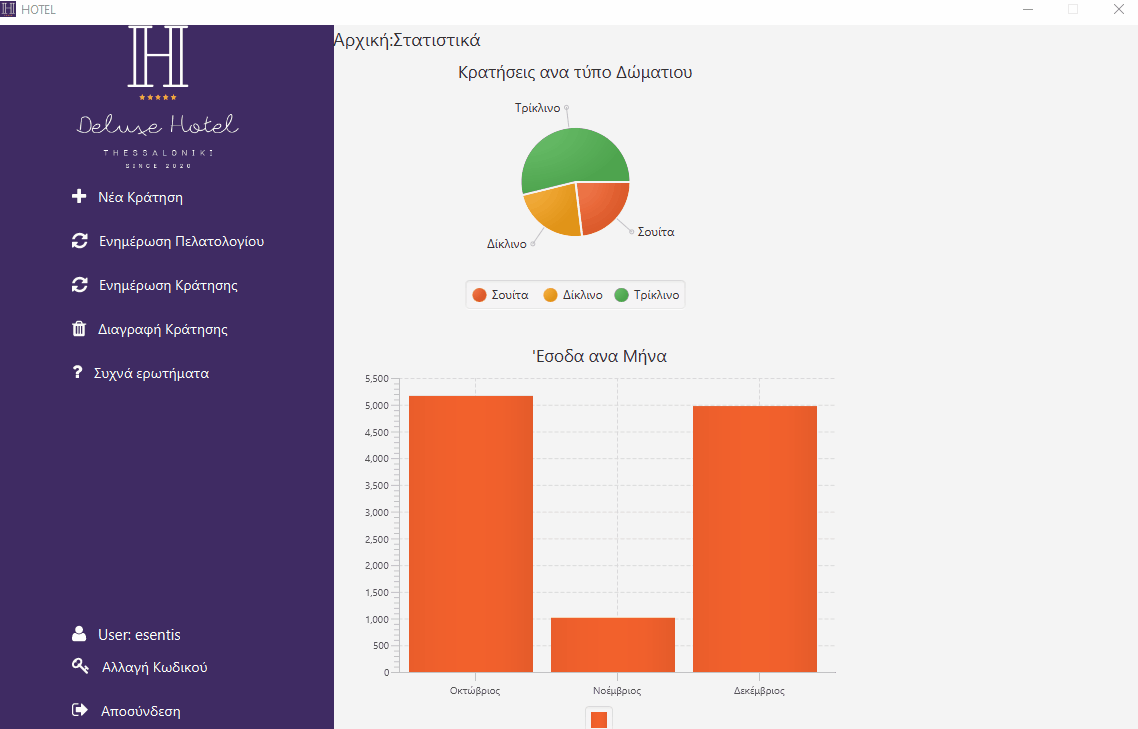 HOTEL
H
★★★★★
Deluxe Hotel
THESSALONIKI
SINCE 2020
Νέα Κράτηση
Ενημέρωση Πελατολογίου
Ενημέρωση Κράτησης
Διαγραφή Κράτησης
? Συχνά ερωτήματα
User: esentis
Αλλαγή Κωδικού
Αποσύνδεση
Αρχική:Στατιστικά
Κρατήσεις ανα τύπο Δώματιου
Τρίκλινο
Δίκλινο
Σουίτα
Σουίτα Δίκλινο Τρίκλινο
'Εσοδα ανα Μήνα
5,500
5,000
4,500
4,000
3,500
3,000
2,500
2,000
1,500
1,000
500
0
Οκτώβριος Νοέμβριος Δεκέμβριος